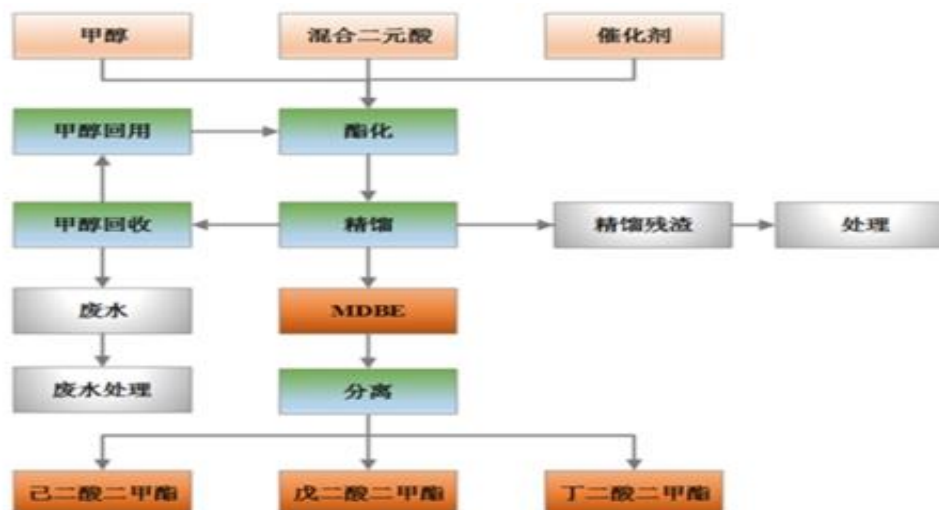 甲醇
混合二元酸
催化剂
甲醇回用
酯化
甲醇回收
精馏
精馏残渣
处理
废水
MDBE
废水处理
分离
己二酸二甲酯
戊二酸二甲酯
丁二酸二甲酯